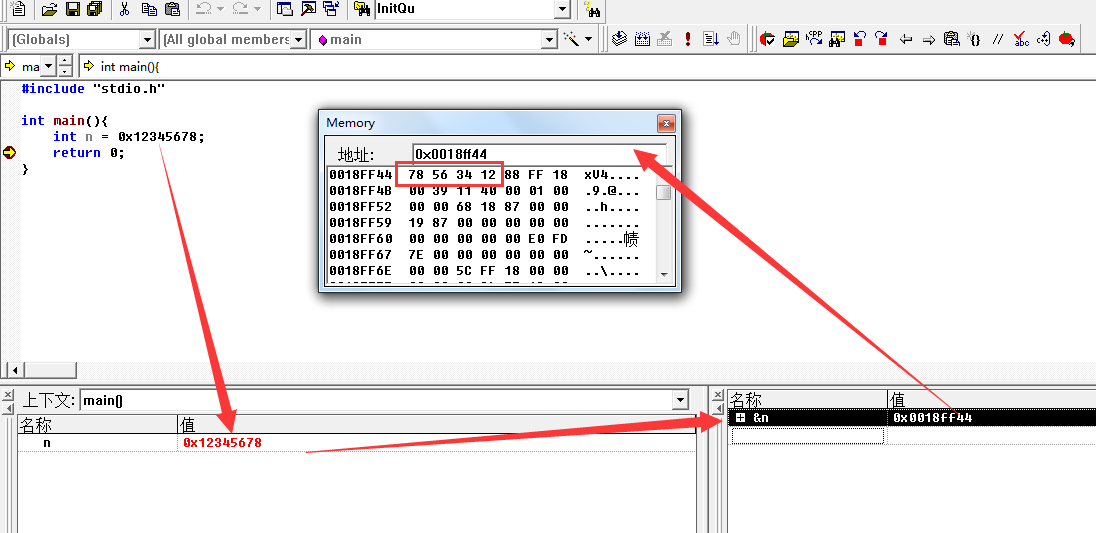 InitQu
(Globals)
(All global members
main
ma
int main(){
#include "stdio.h"
int main(){
int n = 0x12345678;
return 0;
}
Memory
地址:
0x0018ff44
0018FF44 78 56 34 12 88 FF 18 xV4....
0018FF4B 00 39 11 40 00 01 00 .9.@...
0018FF52 00 00 68 18 87 00 00 ..h....
0018FF59 19 87 00 00 00 00 00 .......
0018FF60 00 00 00 00 00 E0 FD .....帻
0018FF67 7E 00 00 00 00 00 00 ~......
0018FF6E 00 00 5C FF 18 00 00 ..\....
上下文:
main()
名称 值
n 0x12345678
名称 值
&n 0x0018ff44